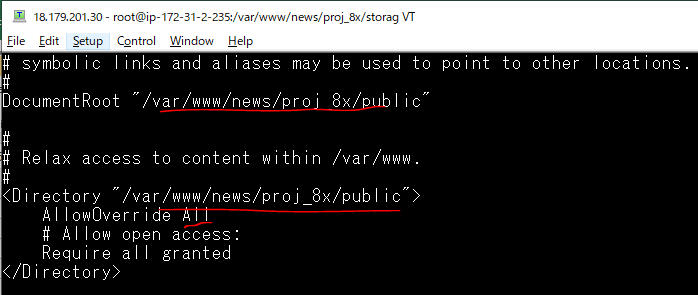 18.179.201.30 - root@ip-172-31-2-235:/var/www/news/proj_8x/storag VT
File Edit Setup Control Window Help
# symbolic links and aliases may be used to point to other locations.
#
DocumentRoot "/var/www/news/proj_8x/public"
#
# Relax access to content within /var/www.
#
<Directory "/var/www/news/proj_8x/public">
AllowOverride All
# Allow open access:
Require all granted
</Directory>